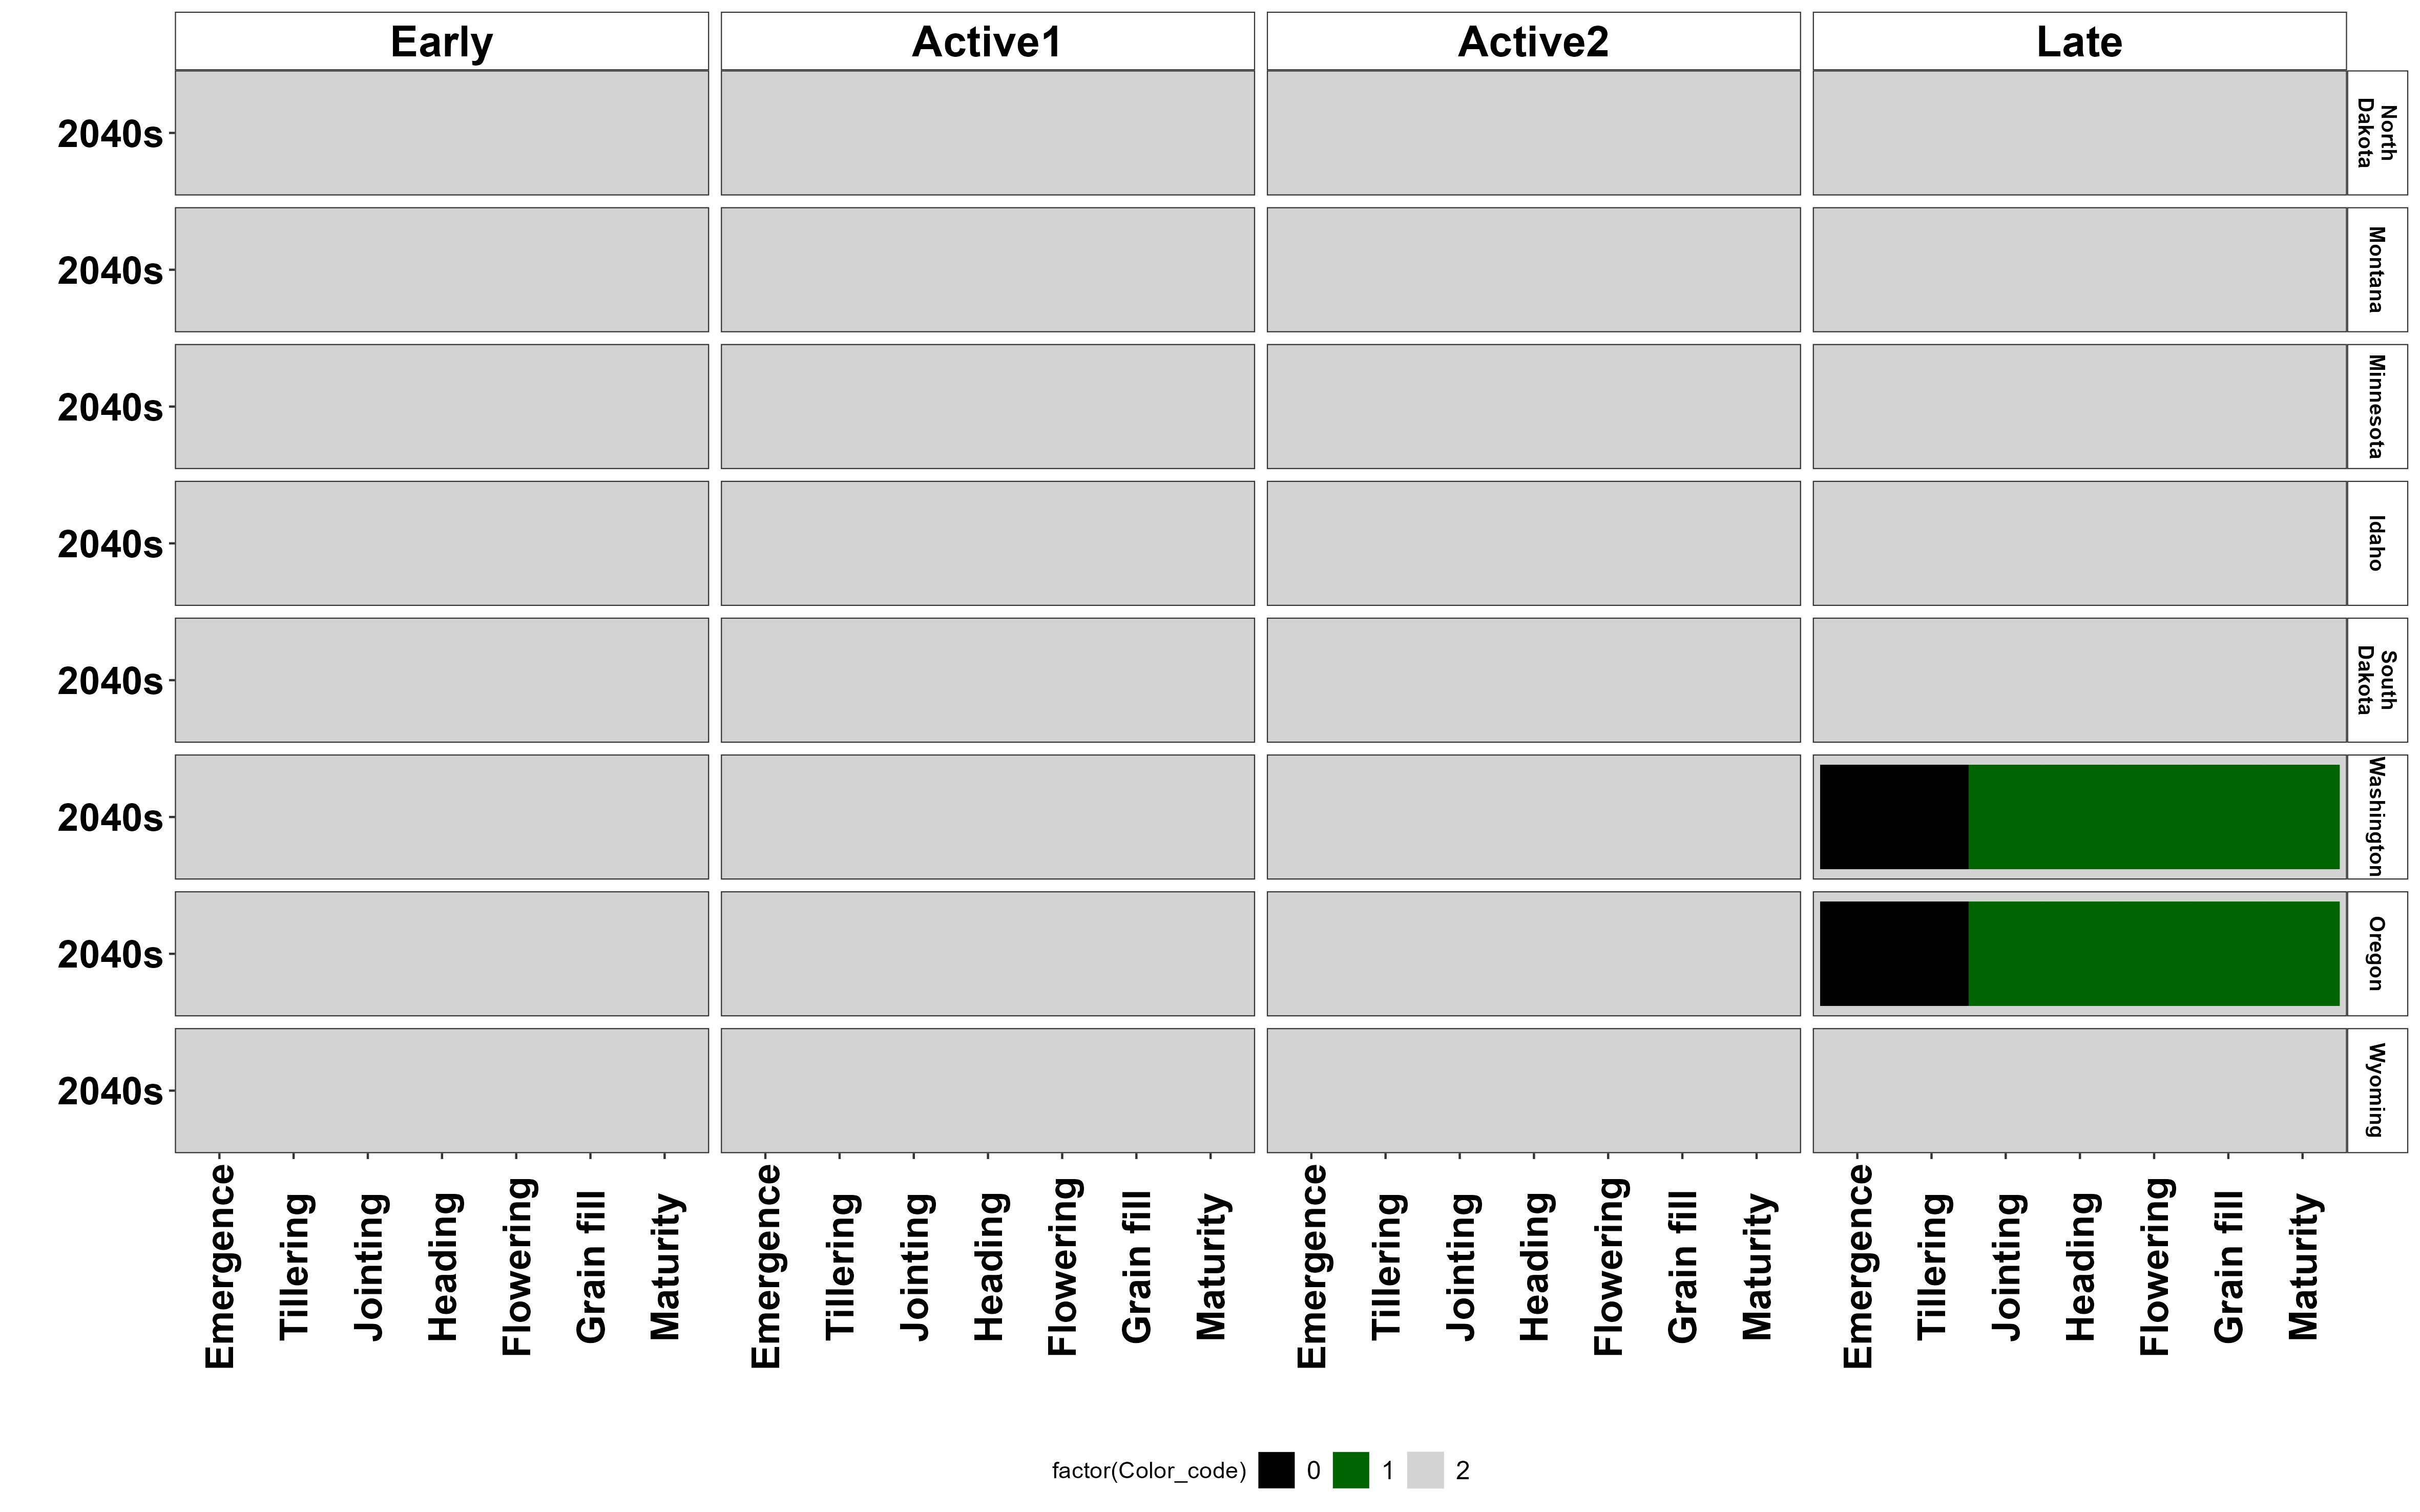 Early Active1 Active2 Late
2040s North
Dakota
2040s Montana
2040s Minnesota
2040s Idaho
2040s South
Dakota
2040s Washington
2040s Oregon
2040s Wyoming
Emergence Tillering Jointing Heading Flowering Grain fill Maturity Emergence Tillering Jointing Heading Flowering Grain fill Maturity Emergence Tillering Jointing Heading Flowering Grain fill Maturity Emergence Tillering Jointing Heading Flowering Grain fill Maturity
factor(Color_code) 0 1 2